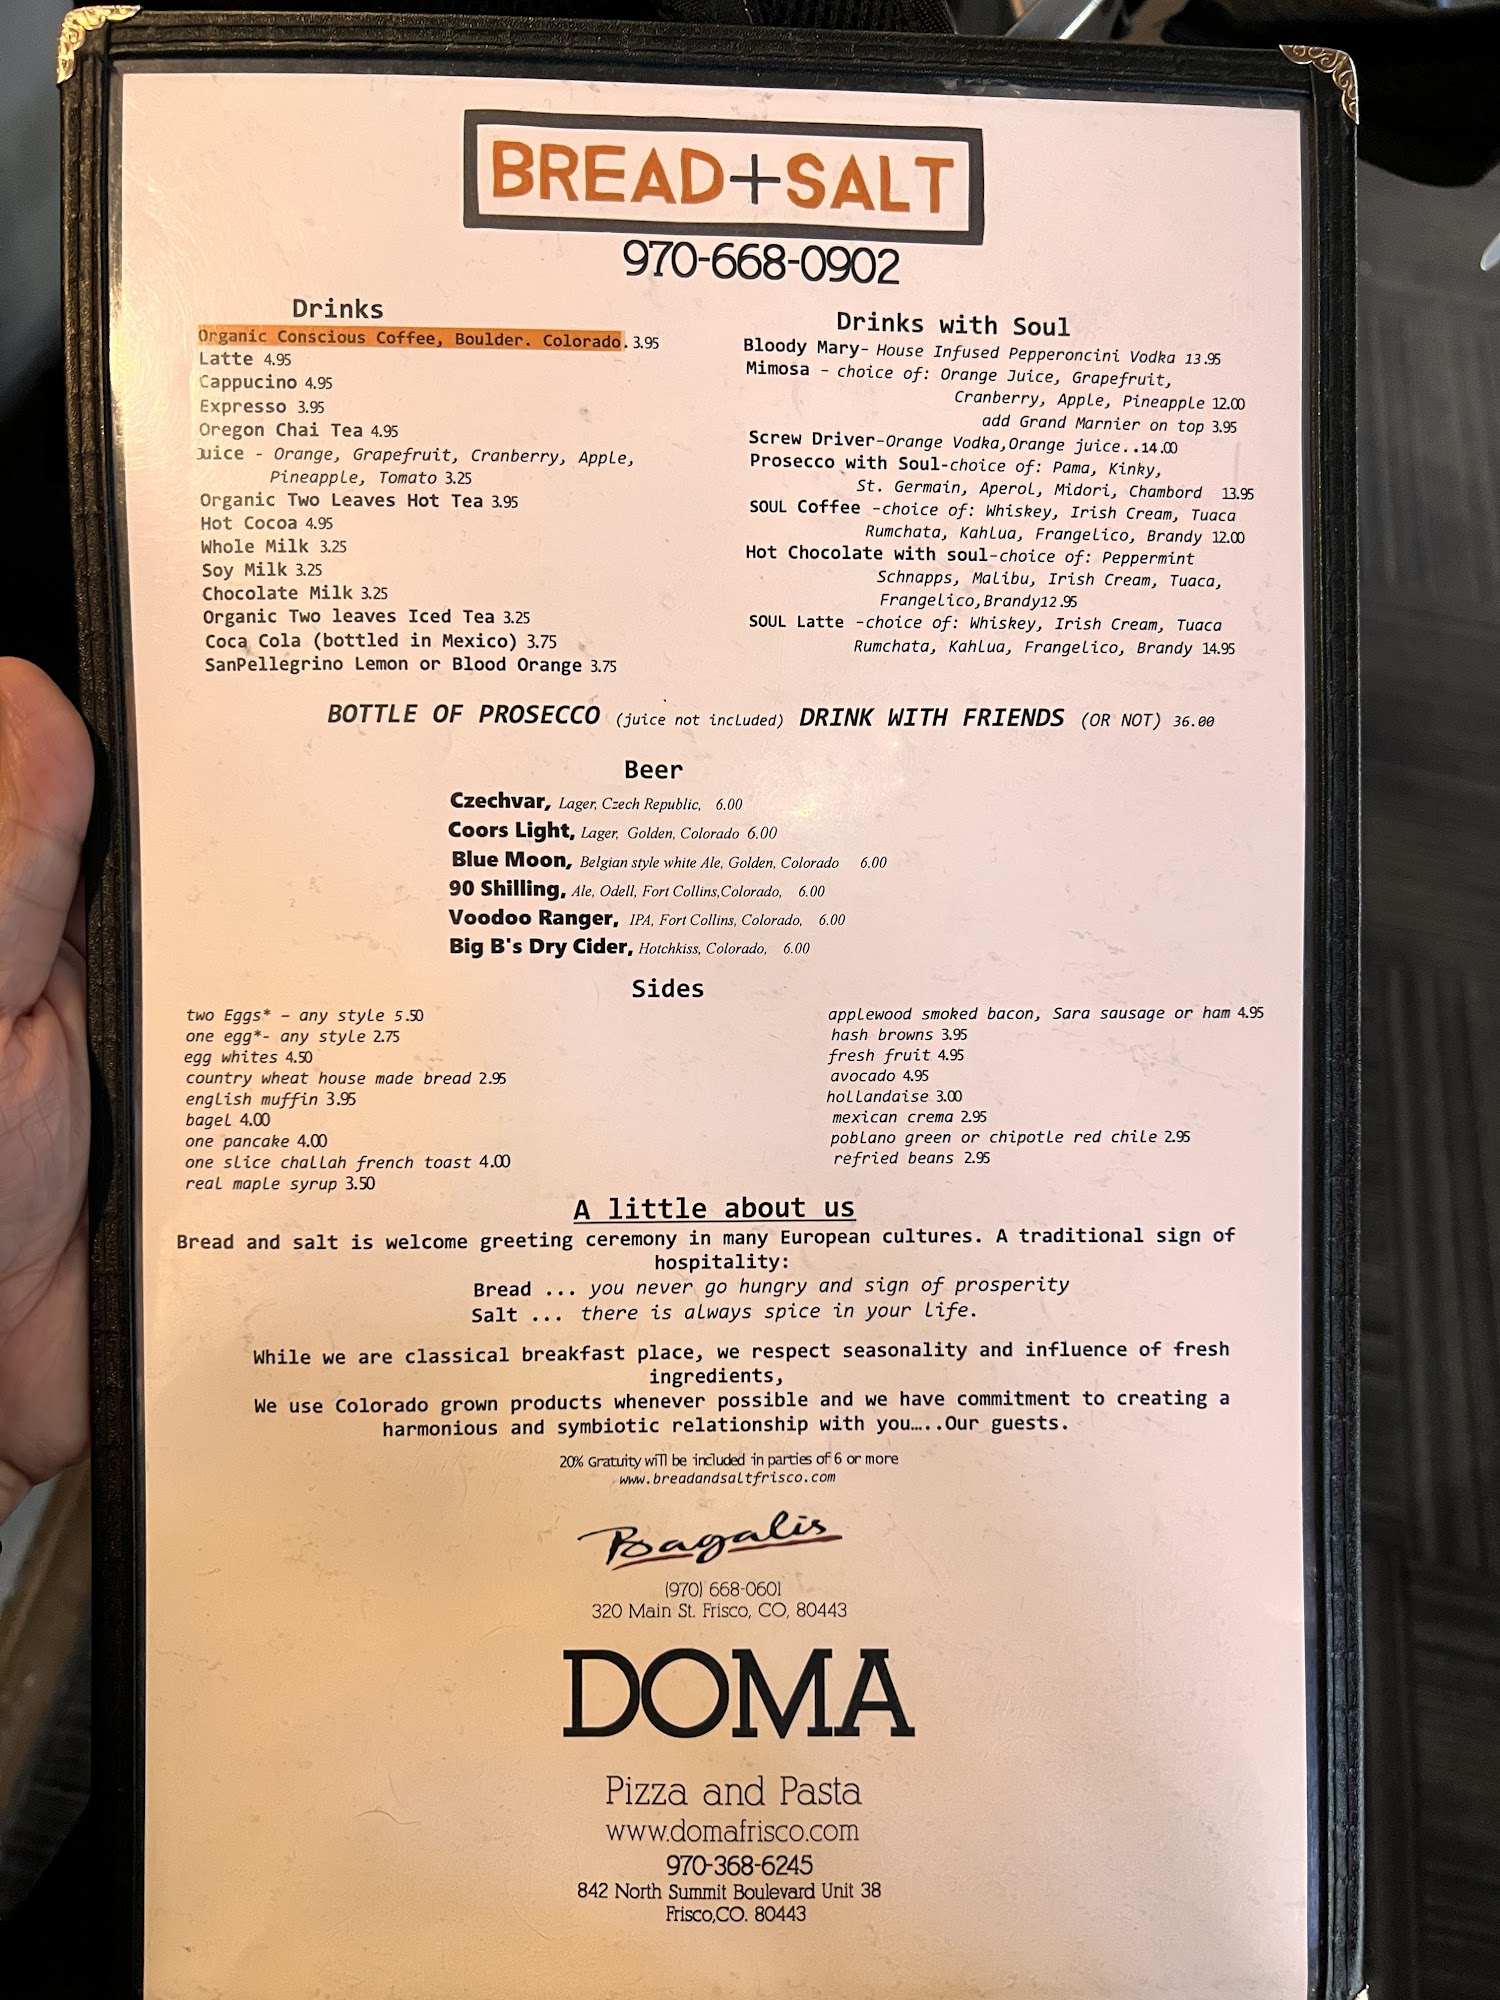 BREAD+SALT
970-668-0902
Drinks
Organic Conscious Coffee, Boulder. Colorado. 3.95
Latte 4.95
Cappucino 4.95
Expresso 3.95
Oregon Chai Tea 4.95
Juice - Orange, Grapefruit, Cranberry, Apple,
Pineapple, Tomato 3.25
Organic Two Leaves Hot Tea 3.95
Hot Cocoa 4.95
Whole Milk 3.25
Soy Milk 3.25
Chocolate Milk 3.25
Organic Two leaves Iced Tea 3.25
Coca Cola (bottled in Mexico) 3.75
SanPellegrino Lemon or Blood Orange 3.75
Drinks with Soul
Bloody Mary- House Infused Pepperoncini Vodka 13.95
Mimosa - choice of: Orange Juice, Grapefruit,
Cranberry, Apple, Pineapple 12.00
add Grand Marnier on top 3.95
Screw Driver-Orange Vodka,Orange juice..14.00
Prosecco with Soul-choice of: Pama, Kinky,
St. Germain, Aperol, Midori, Chambord 13.95
SOUL Coffee -choice of: Whiskey, Irish Cream, Tuaca
Rumchata, Kahlua, Frangelico, Brandy 12.00
Hot Chocolate with soul-choice of: Peppermint
Schnapps, Malibu, Irish Cream, Tuaca,
Frangelico,Brandy12.95
SOUL Latte -choice of: Whiskey, Irish Cream, Tuaca
Rumchata, Kahlua, Frangelico, Brandy 14.95
BOTTLE OF PROSECCO (juice not included) DRINK WITH FRIENDS (OR NOT) 36.00
Beer
Czechvar, Lager, Czech Republic, 6.00
Coors Light, Lager, Golden, Colorado 6.00
Blue Moon, Belgian style white Ale, Golden, Colorado 6.00
90 Shilling, Ale, Odell, Fort Collins,Colorado, 6.00
Voodoo Ranger, IPA, Fort Collins, Colorado, 6.00
Big B's Dry Cider, Hotchkiss, Colorado, 6.00
Sides
two Eggs* - any style 5.50
one egg*- any style 2.75
egg whites 4.50
country wheat house made bread 2.95
english muffin 3.95
bagel 4.00
one pancake 4.00
one slice challah french toast 4.00
real maple syrup 3.50
applewood smoked bacon, Sara sausage or ham 4.95
hash browns 3.95
fresh fruit 4.95
avocado 4.95
hollandaise 3.00
mexican crema 2.95
poblano green or chipotle red chile 2.95
refried beans 2.95
A little about us
Bread and salt is welcome greeting ceremony in many European cultures. A traditional sign of
hospitality:
Bread ... you never go hungry and sign of prosperity
Salt ... there is always spice in your life.
While we are classical breakfast place, we respect seasonality and influence of fresh
ingredients,
We use Colorado grown products whenever possible and we have commitment to creating a
harmonious and symbiotic relationship with you…..Our guests.
20% Gratuity will be included in parties of 6 or more
www.breadandsaltfrisco.com
Bagalis
(970) 668-0601
320 Main St. Frisco, CO, 80443
DOMA
Pizza and Pasta
www.domafrisco.com
970-368-6245
842 North Summit Boulevard Unit 38
Frisco,CO. 80443